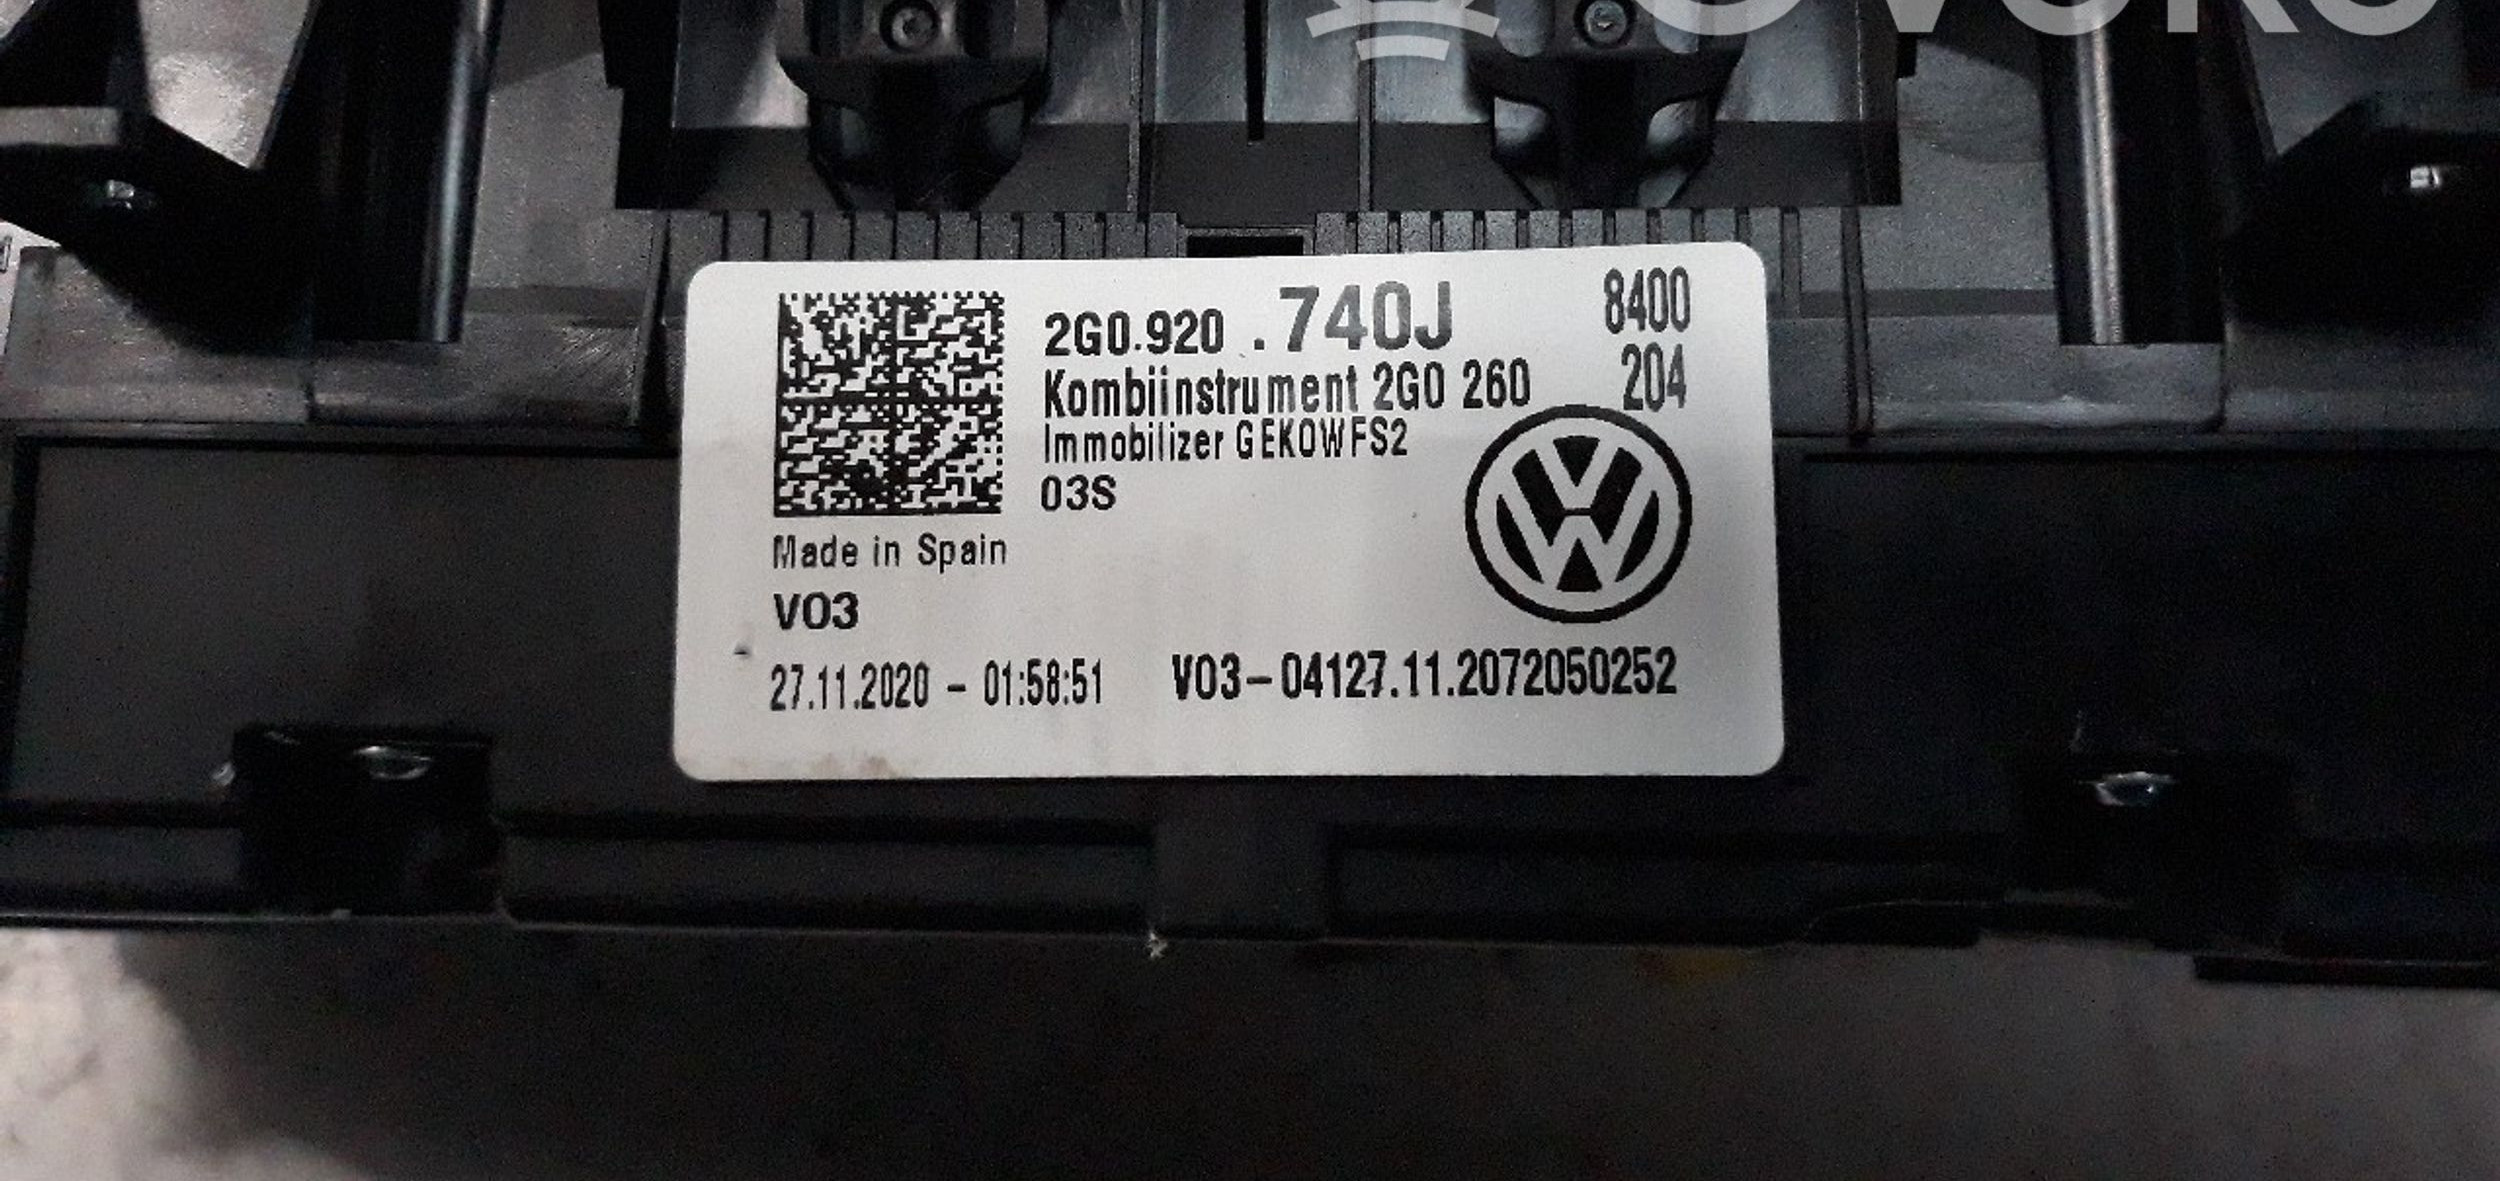 2G0.920 .740J 8400
Kombiinstrument 2G0 260 204
Immobilizer GEKOWFS2
03S
Made in Spain
V03
27.11.2020 - 01:58:51 V03-04127.11.2072050252